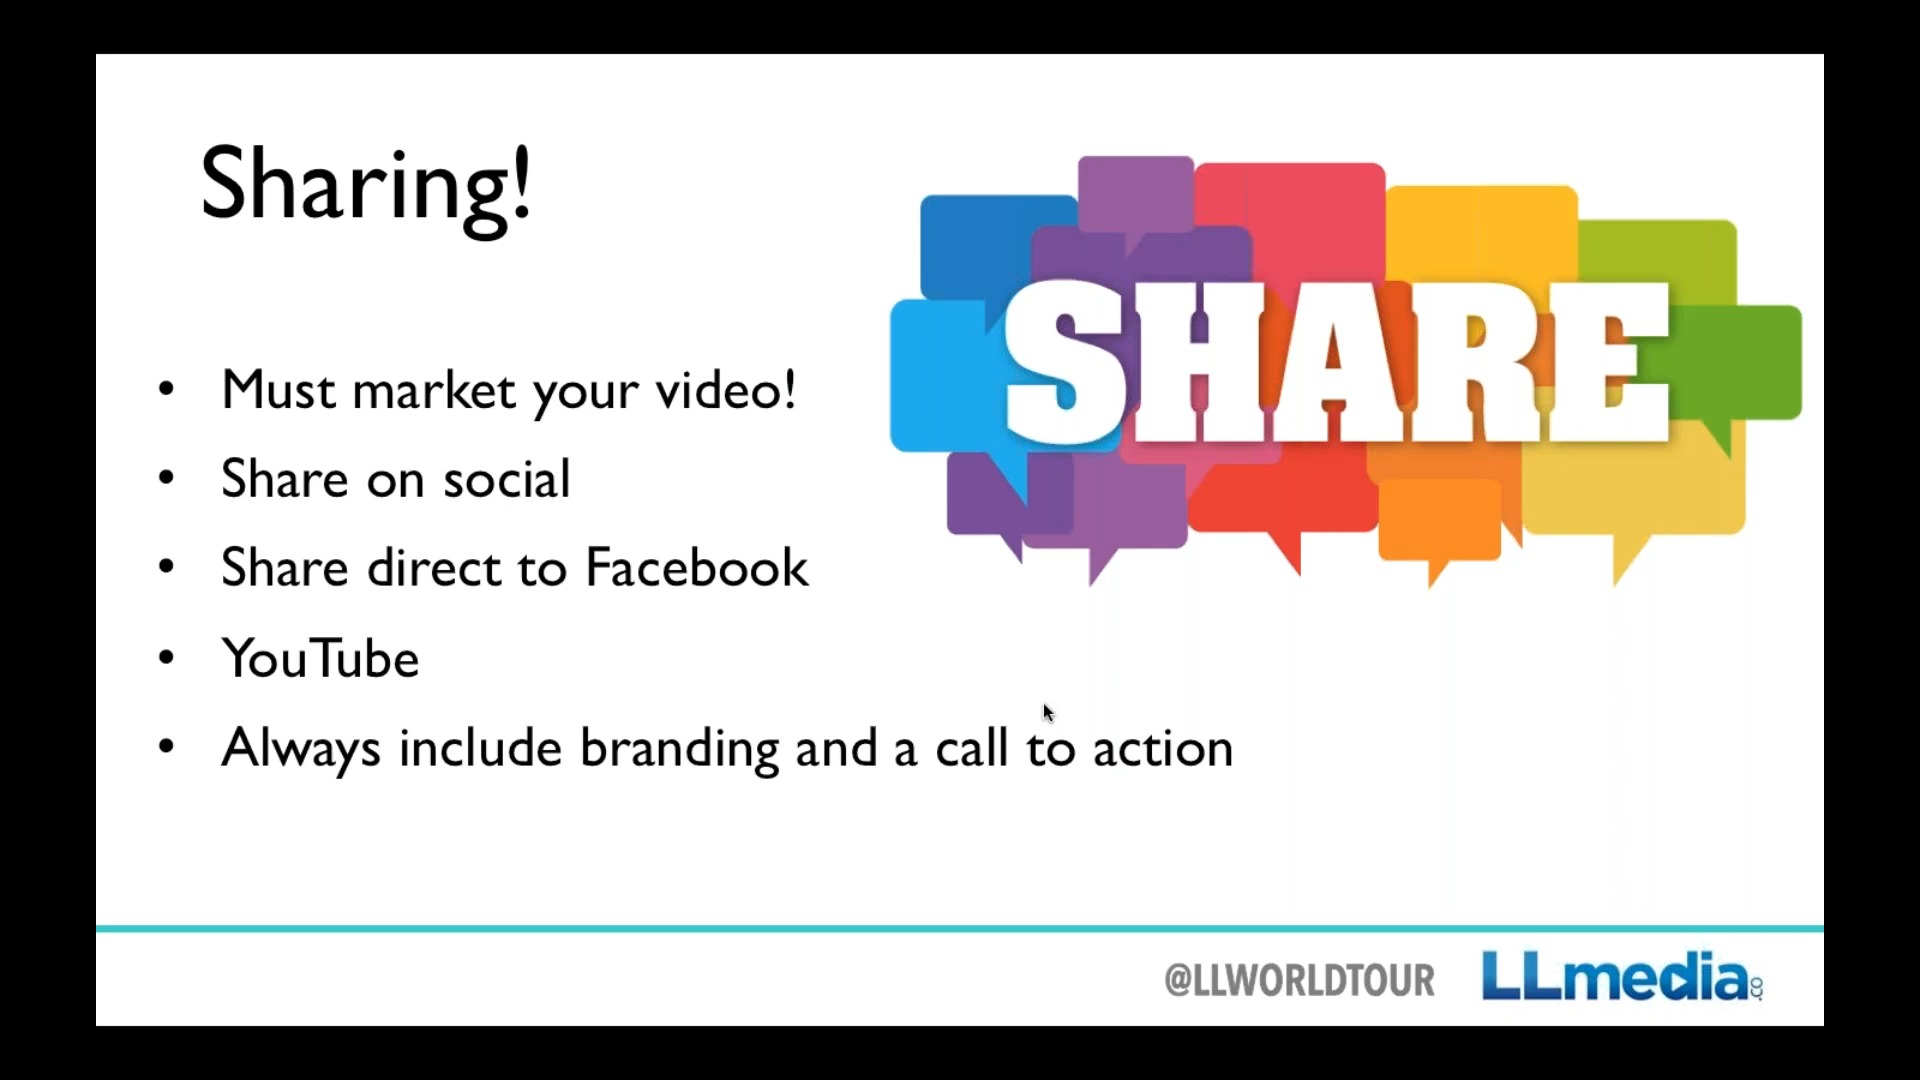 Sharing!
SHARE
• Must market your video!
• Share on social
• Share direct to Facebook
• YouTube
• Always include branding and a call to action
@LLWORLDTOUR
LLmedia.co